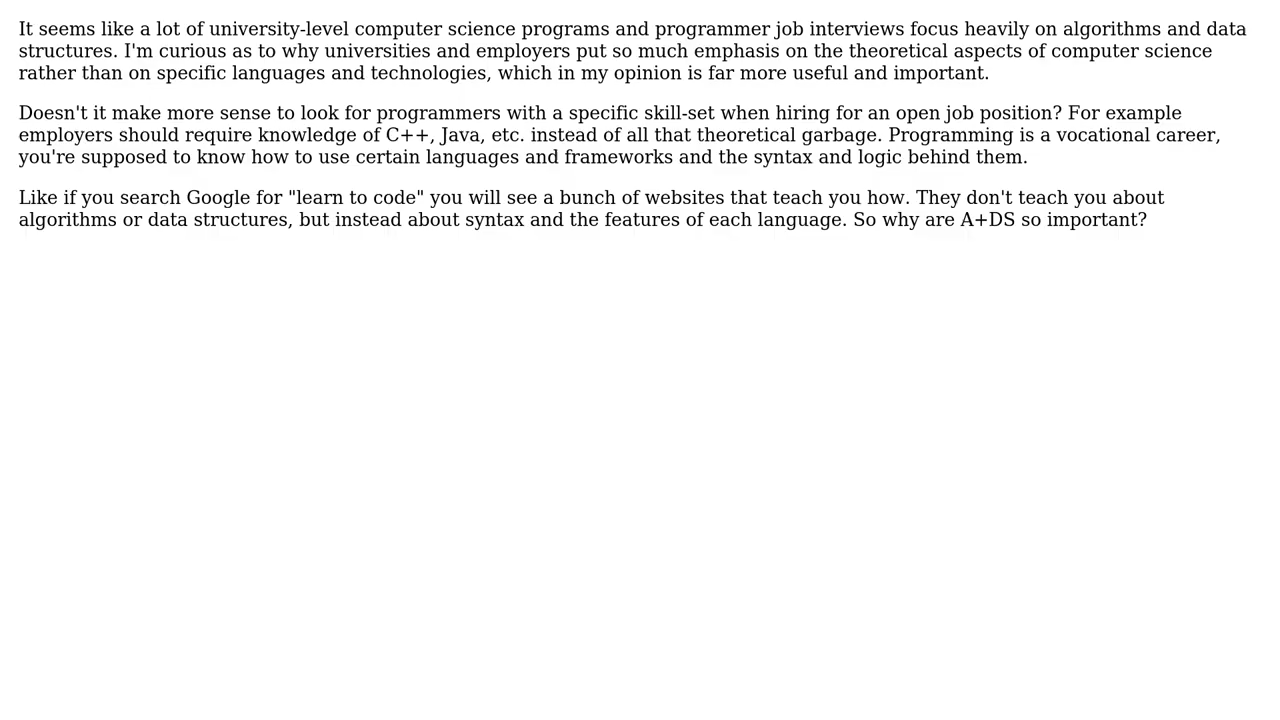 It seems like a lot of university-level computer science programs and programmer job interviews focus heavily on algorithms and data
structures. I'm curious as to why universities and employers put so much emphasis on the theoretical aspects of computer science
rather than on specific languages and technologies, which in my opinion is far more useful and important.
Doesn't it make more sense to look for programmers with a specific skill-set when hiring for an open job position? For example
employers should require knowledge of C++, Java, etc. instead of all that theoretical garbage. Programming is a vocational career,
you're supposed to know how to use certain languages and frameworks and the syntax and logic behind them.
Like if you search Google for "learn to code" you will see a bunch of websites that teach you how. They don't teach you about
algorithms or data structures, but instead about syntax and the features of each language. So why are A+DS so important?